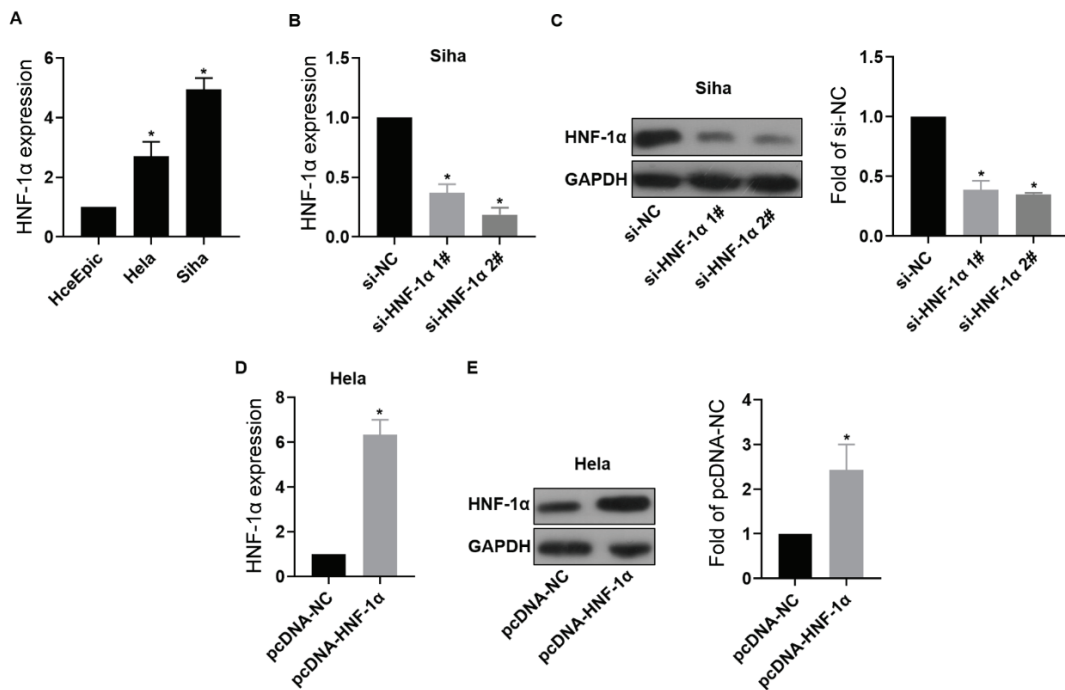 A
HNF-1α expression
6
4
2
0
*
*
HceEpic
Hela
Siha
B
Siha
HNF-1α expression
1.5
1.0
0.5
0.0
*
*
si-NC
si-HNF-1α 1#
si-HNF-1α 2#
C
Siha
HNF-1α
GAPDH
si-NC
si-HNF-1α 1#
si-HNF-1α 2#
Fold of si-NC
1.5
1.0
0.5
0.0
*
*
si-NC
si-HNF-1α 1#
si-HNF-1α 2#
D
Hela
HNF-1α expression
8
6
4
2
0
*
pcDNA-NC
pcDNA-HNF-1α
E
Hela
HNF-1α
GAPDH
pcDNA-NC
pcDNA-HNF-1α
Fold of pcDNA-NC
4
3
2
1
0
*
pcDNA-NC
pcDNA-HNF-1α